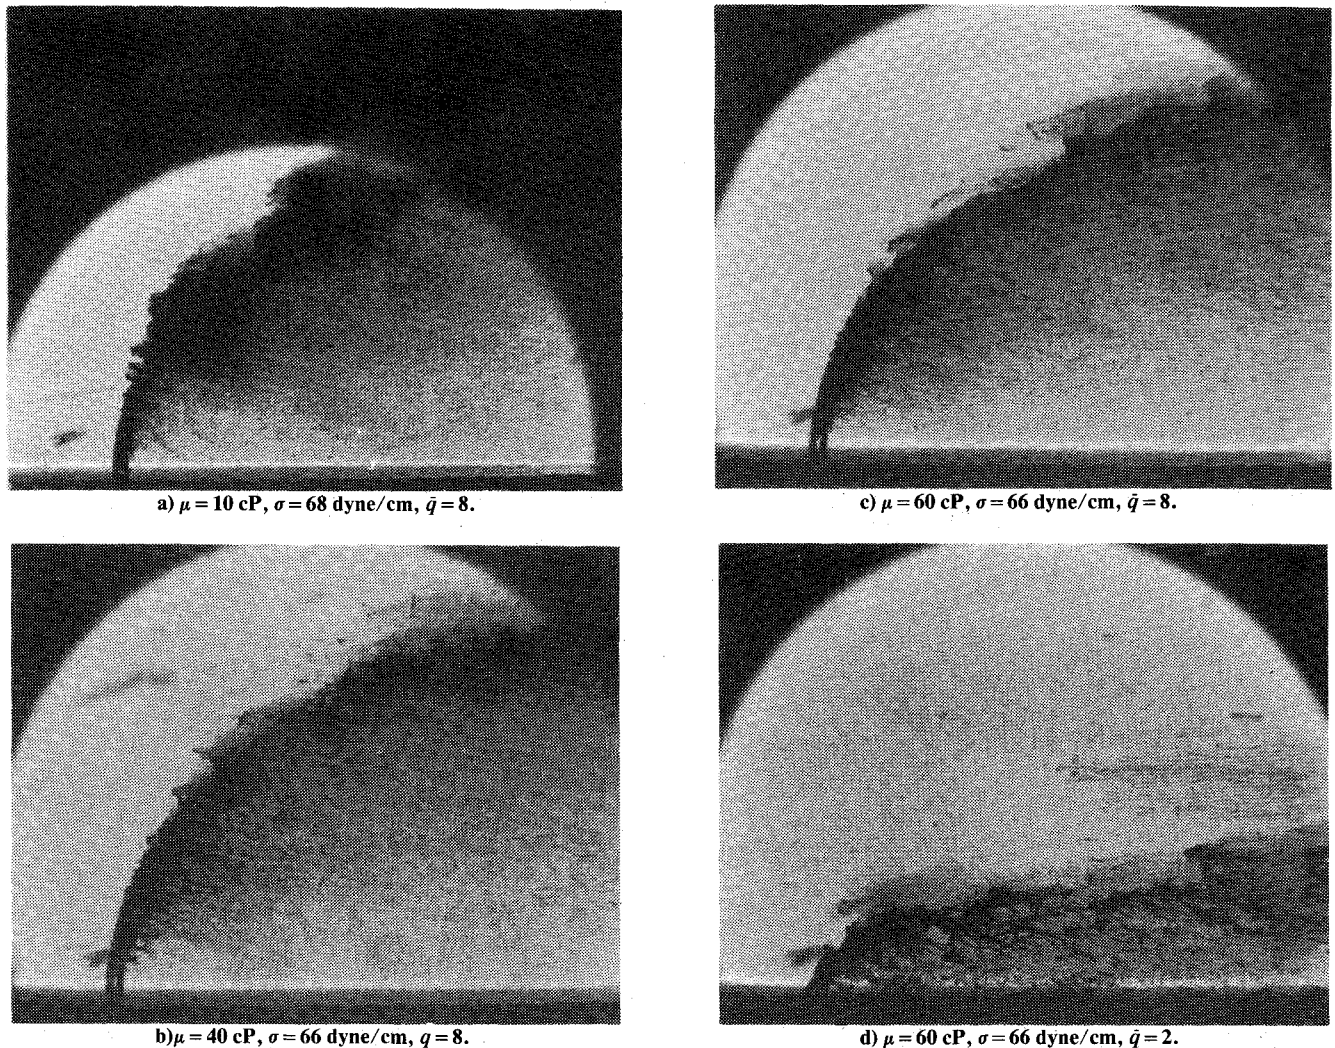 a) μ = 10 cP, σ = 68 dyne/cm, q̄ = 8.
c) μ = 60 cP, σ = 66 dyne/cm, q̄ = 8.
b)μ = 40 cP, σ = 66 dyne/cm, q = 8.
d) μ = 60 cP, σ = 66 dyne/cm, q̄ = 2.